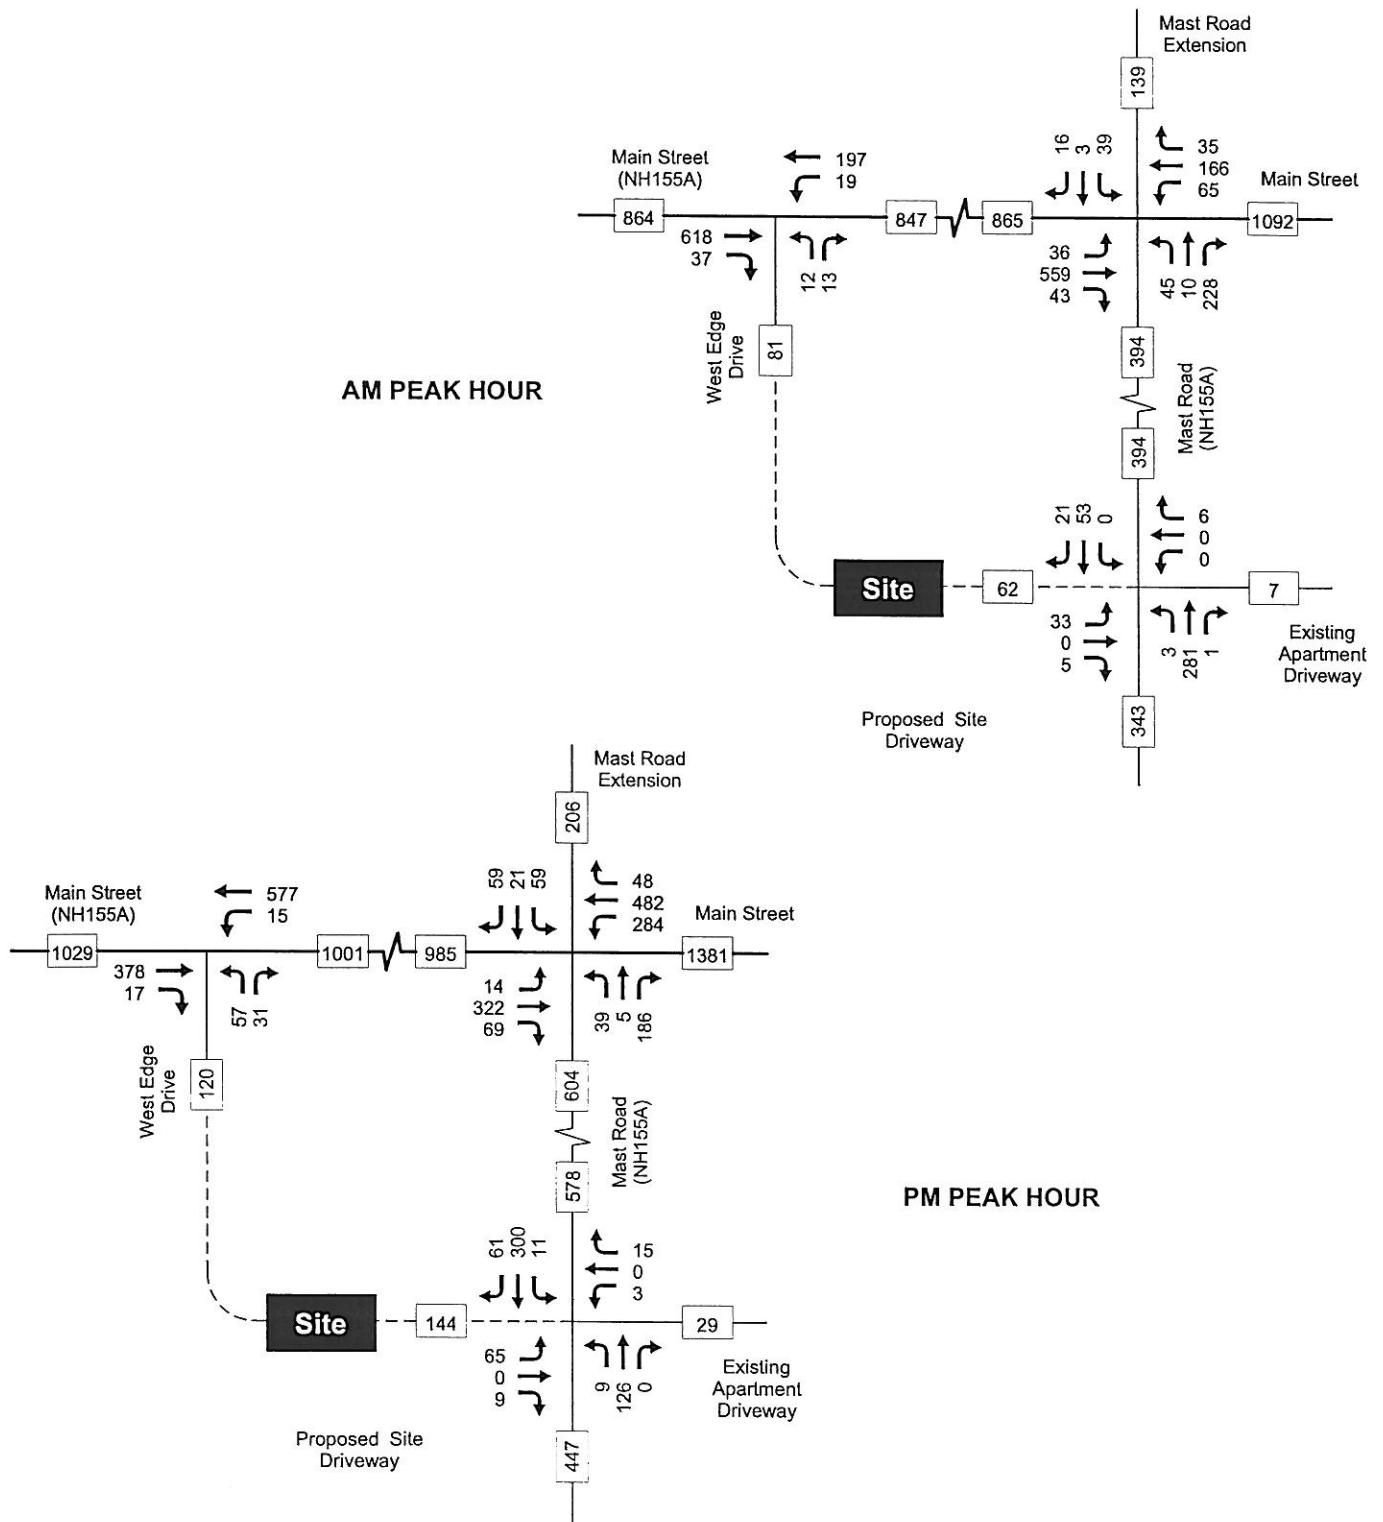 Mast Road
Extension
139
16
3
39
35
166
65
Main Street
(NH155A)
197
19
Main Street
864
847
865
1092
618
37
12
13
36
559
43
45
10
228
West Edge
Drive
81
394
AM PEAK HOUR
Mast Road
(NH155A)
394
21
53
0
6
0
0
Site
62
7
33
0
5
3
281
1
Existing
Apartment
Driveway
343
Proposed Site
Driveway
Mast Road
Extension
206
59
21
59
48
482
284
Main Street
(NH155A)
577
15
Main Street
1029
1001
985
1381
378
17
57
31
14
322
69
39
5
186
West Edge
Drive
120
604
Mast Road
(NH155A)
578
PM PEAK HOUR
61
300
11
15
0
3
Site
144
29
65
0
9
9
126
0
Existing
Apartment
Driveway
447
Proposed Site
Driveway